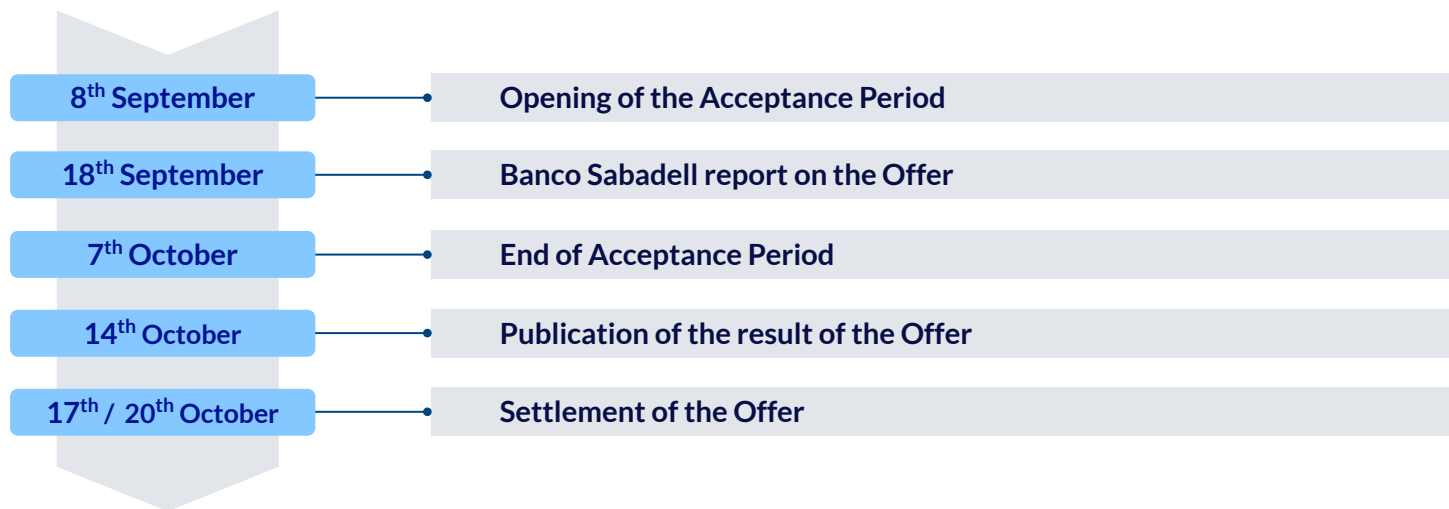 8th September Opening of the Acceptance Period
18th September Banco Sabadell report on the Offer
7th October End of Acceptance Period
14th October Publication of the result of the Offer
17th / 20th October Settlement of the Offer